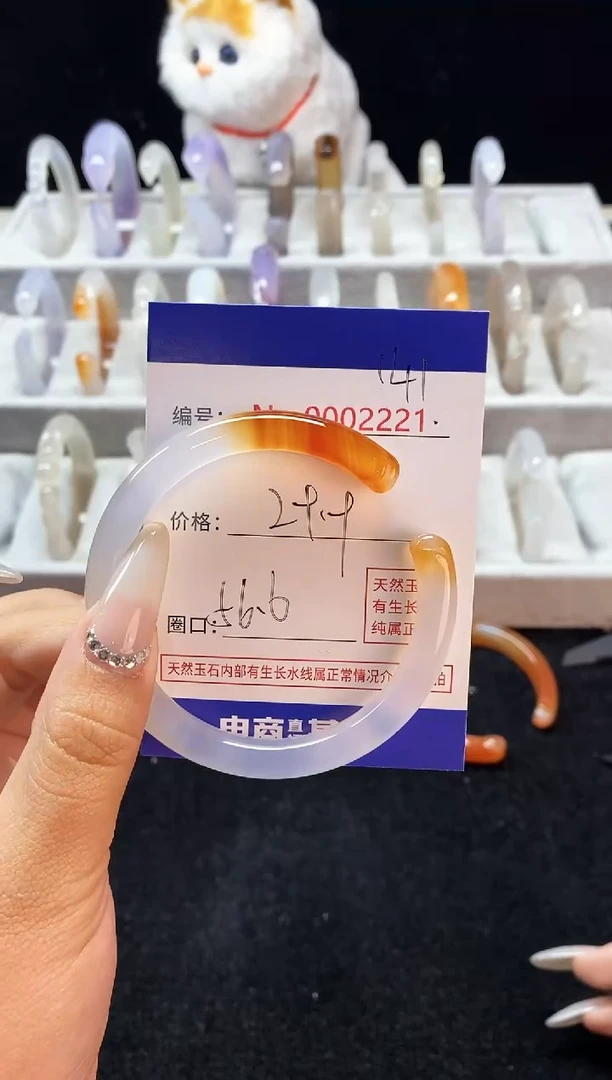 141
编号: No 0002221
价格:
圈口: 56.6
天然玉
有生长
纯属正
天然玉石内部有生长水线属正常情况介 拍
电商